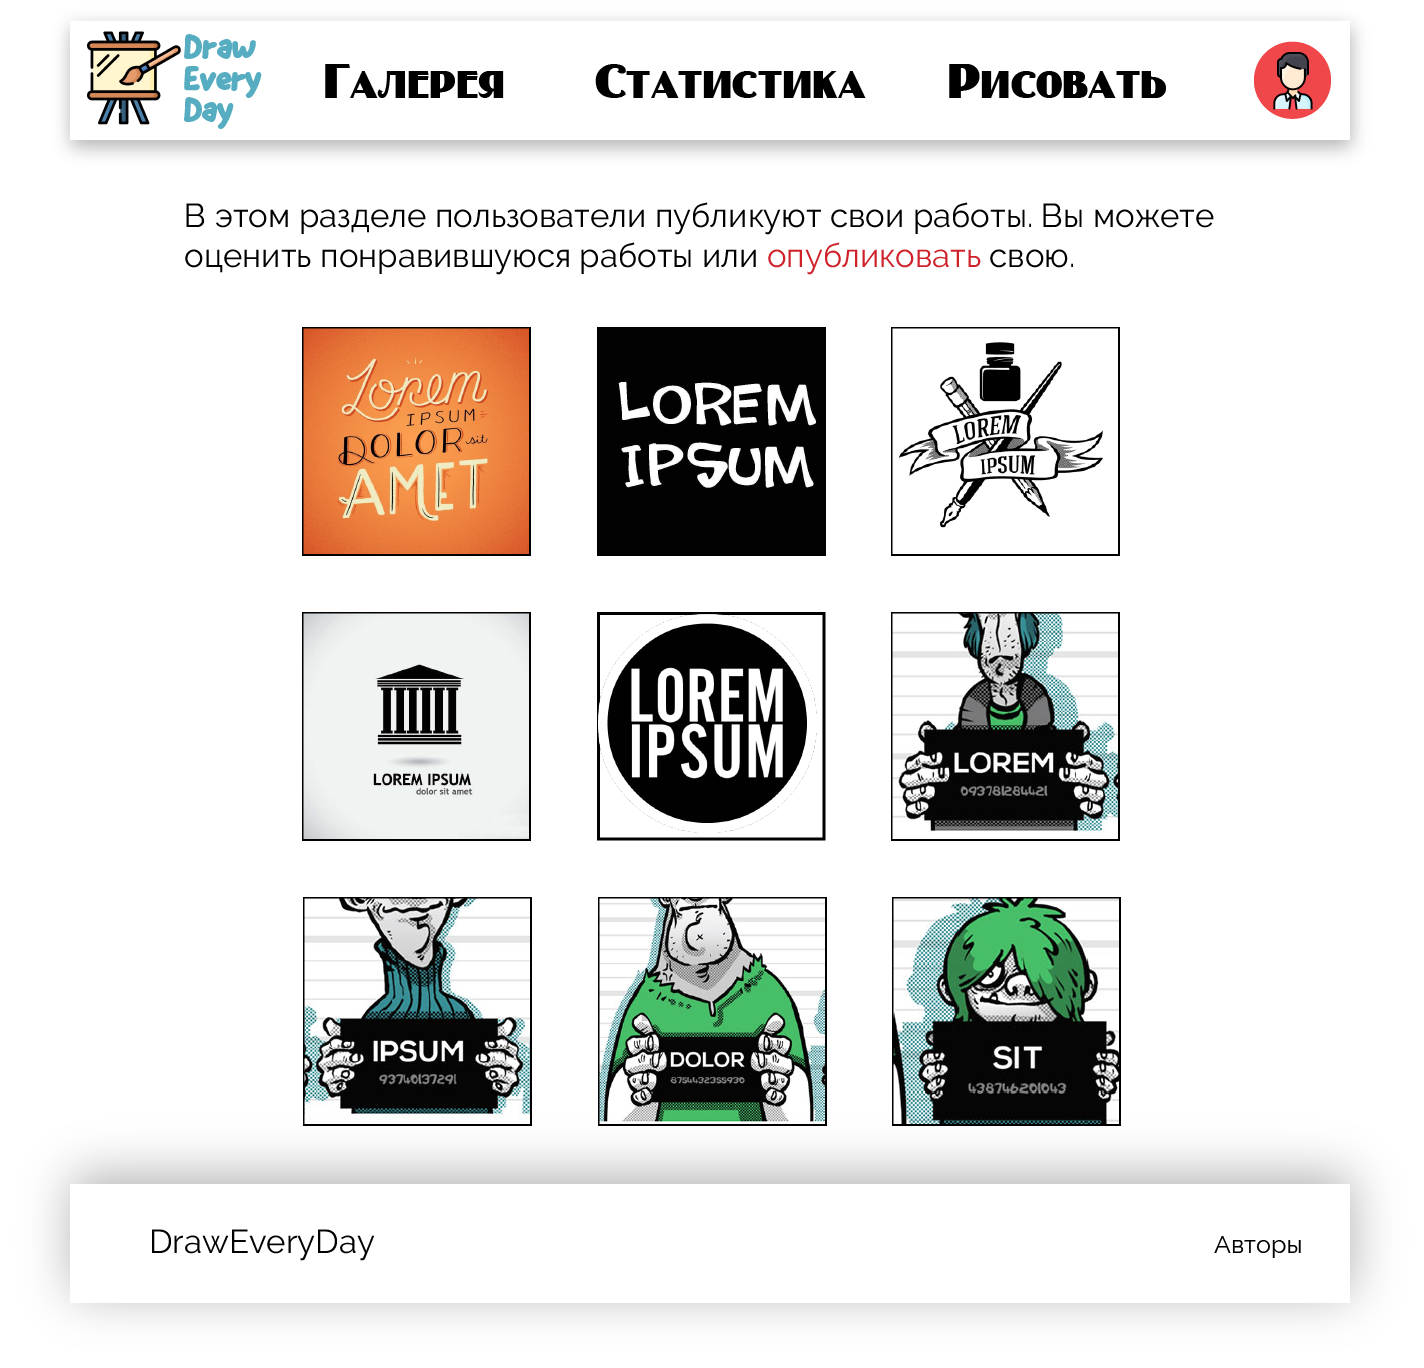 Draw
Every
Day
Галерея
Статистика
Рисовать
В этом разделе пользователи публикуют свои работы. Вы можете
оценить понравившуюся работы или опубликовать свою.
Lorem
IPSUM
DOLOR sit
AMET
LOREM
IPSUM
LOREM
IPSUM
LOREM IPSUM
dolor sit amet
LOREM
IPSUM
LOREM
093781284421
IPSUM
93740137291
DOLOR
8754432355930
SIT
438746201043
DrawEveryDay
Авторы